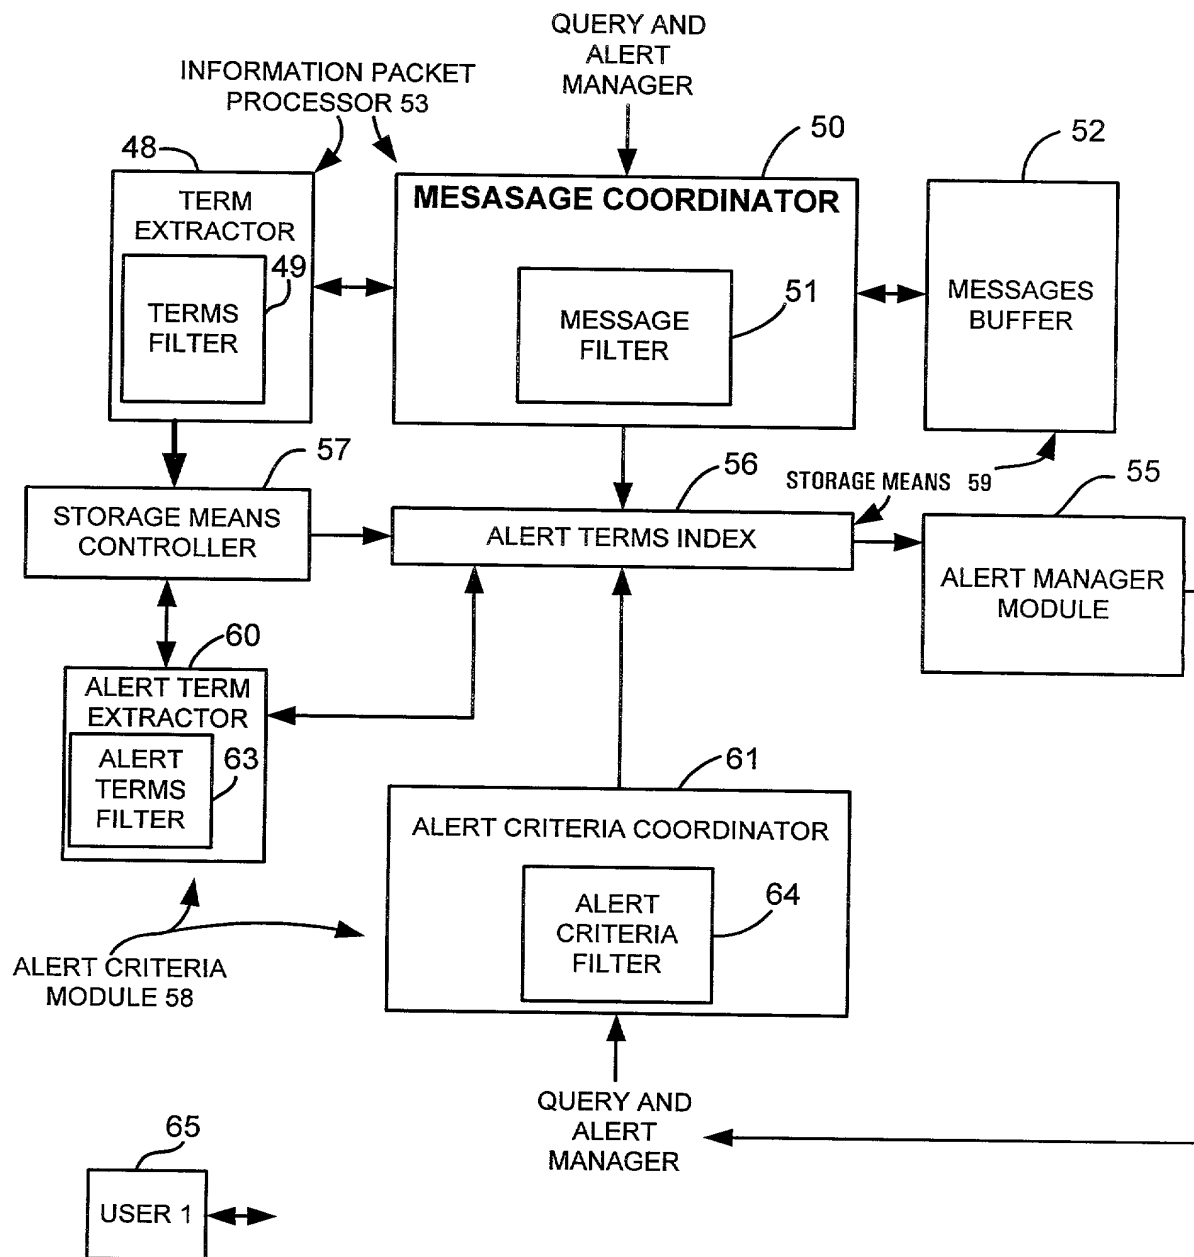 QUERY AND
ALERT
MANAGER
INFORMATION PACKET
PROCESSOR 53
48
50
52
TERM
EXTRACTOR
49
TERMS
FILTER
MESASAGE COORDINATOR
51
MESSAGE
FILTER
MESSAGES
BUFFER
57
56
STORAGE MEANS 59
55
STORAGE MEANS
CONTROLLER
ALERT TERMS INDEX
ALERT MANAGER
MODULE
60
ALERT TERM
EXTRACTOR
ALERT
TERMS
FILTER
63
61
ALERT CRITERIA COORDINATOR
ALERT
CRITERIA
FILTER
64
ALERT CRITERIA
MODULE 58
QUERY AND
ALERT
MANAGER
65
USER 1